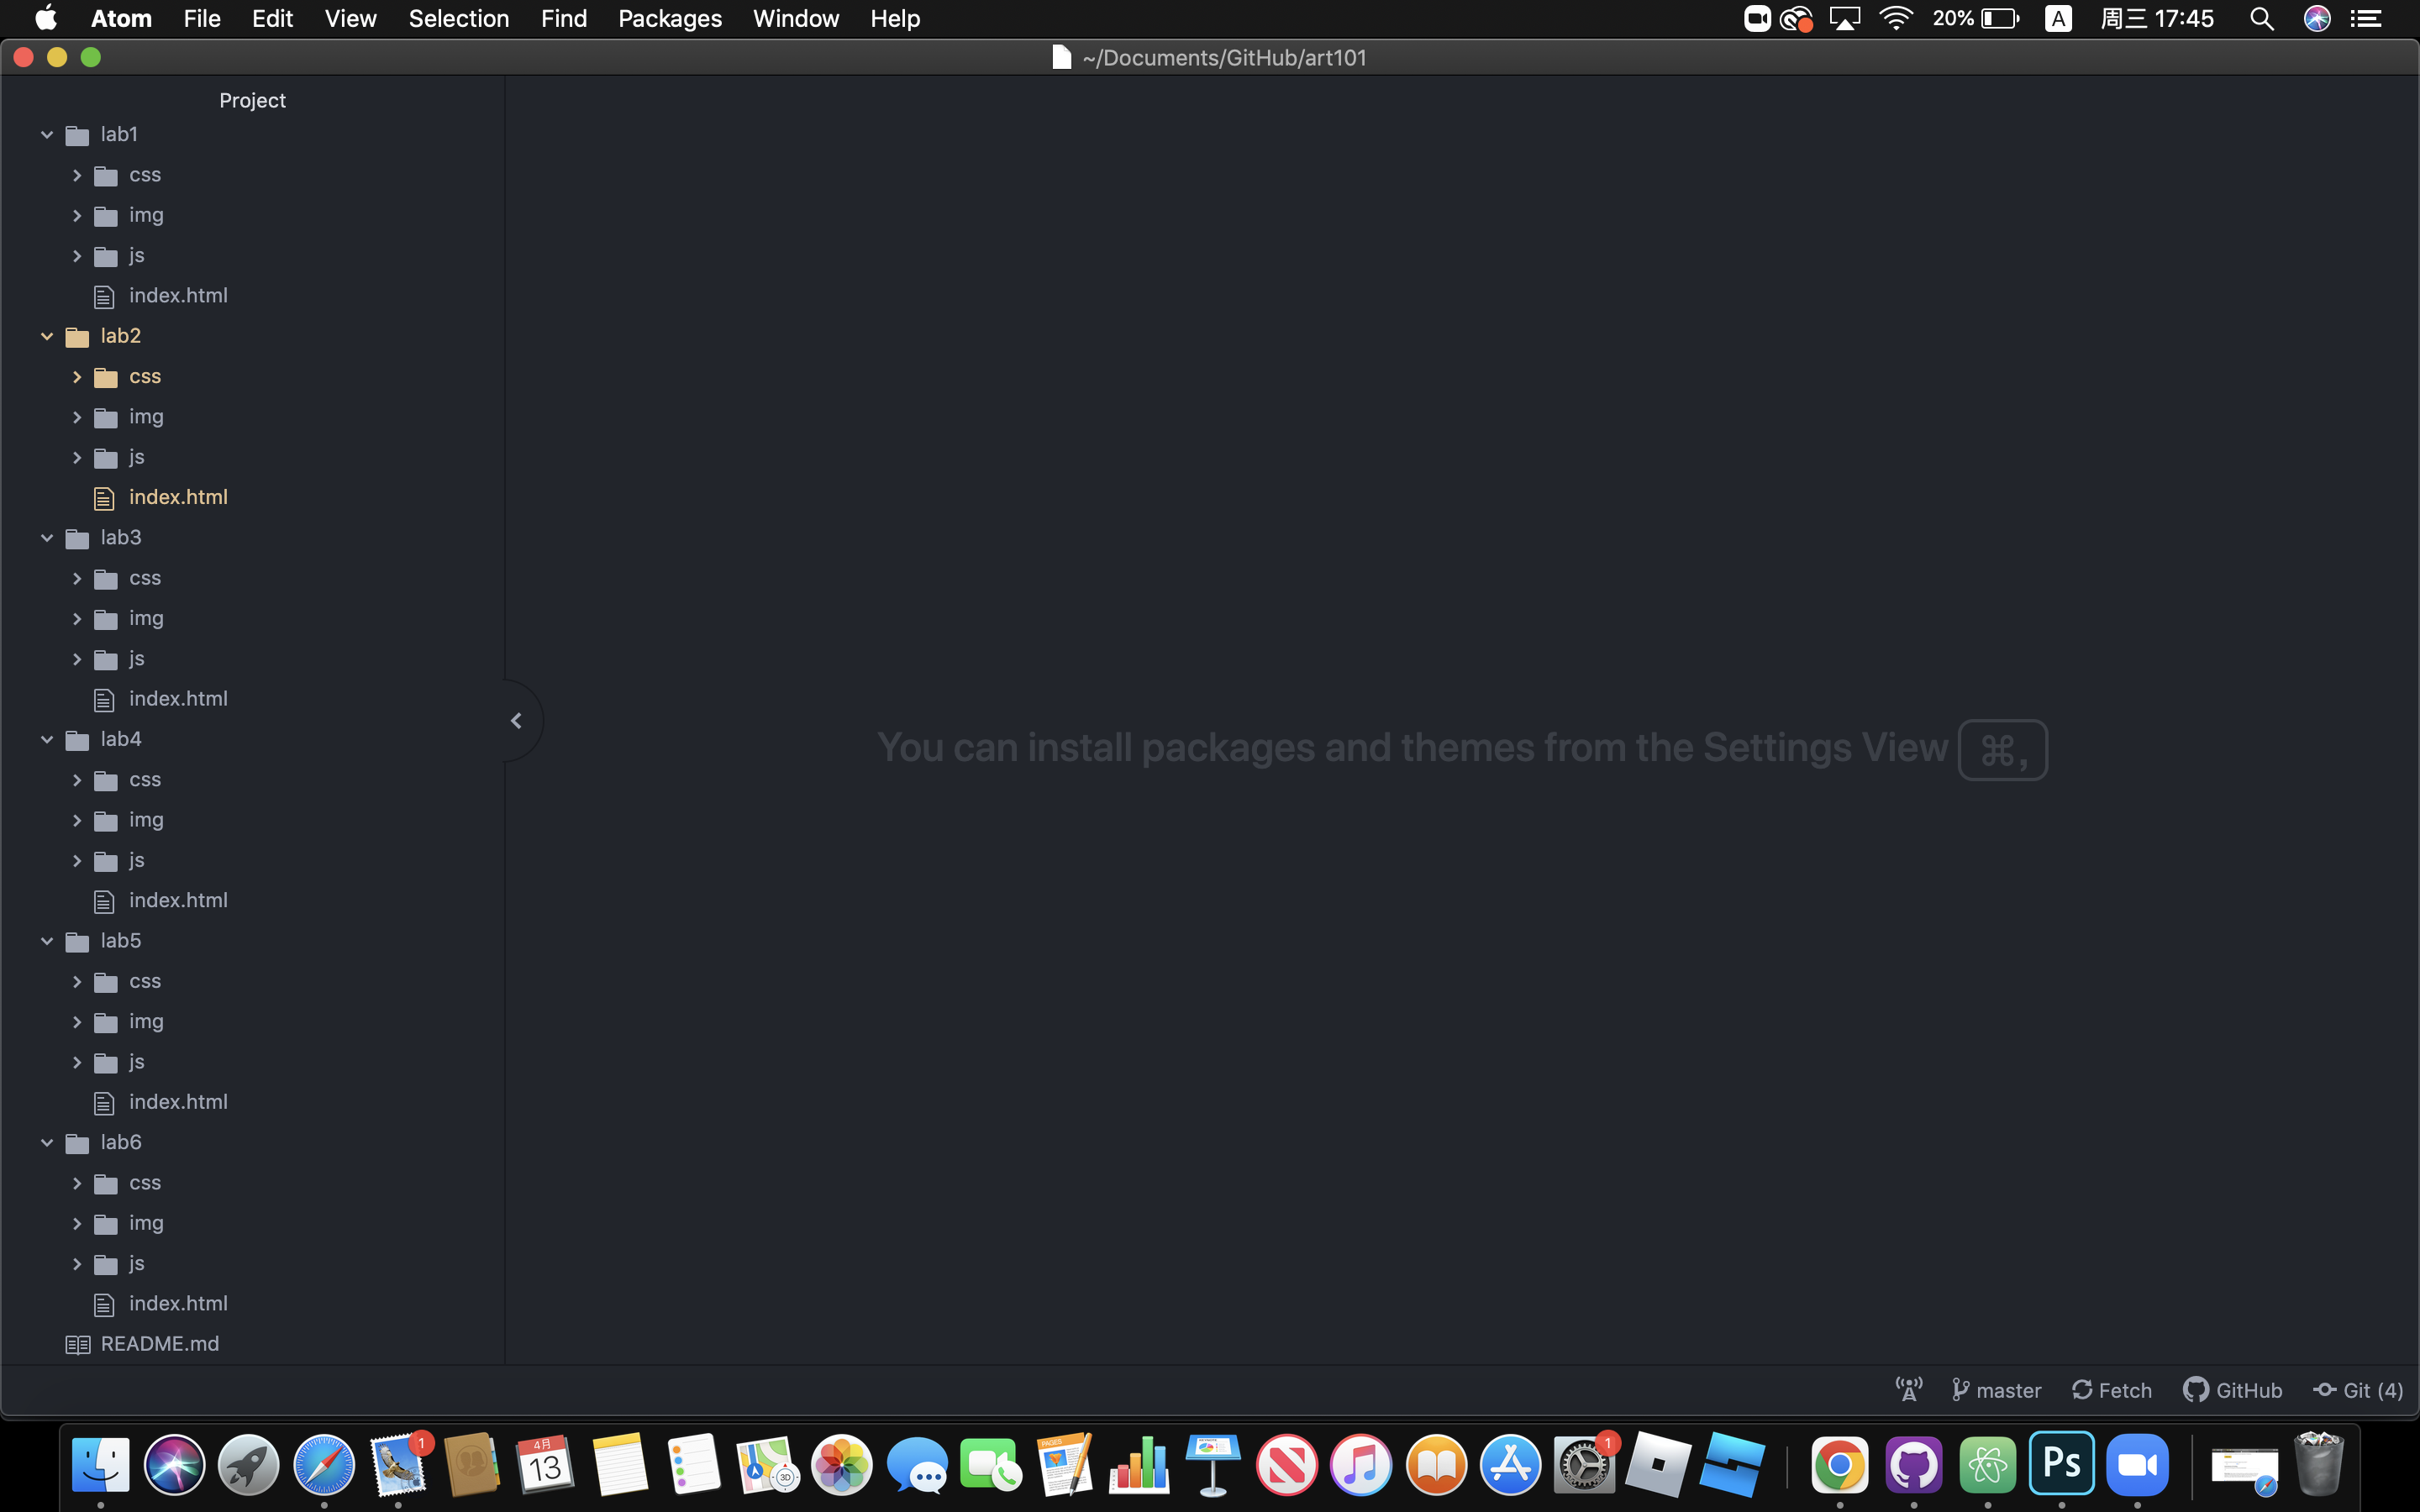 Atom File Edit View Selection Find Packages Window Help 20% A 周三 17:45
~/Documents/GitHub/art101
Project
lab1
css
img
js
index.html
lab2
css
img
js
index.html
lab3
css
img
js
index.html
lab4
css
img
js
index.html
lab5
css
img
js
index.html
lab6
css
img
js
index.html
README.md
You can install packages and themes from the Settings View ⌘,
master Fetch GitHub Git (4)
1 4月 13 3D PAGES 1 Ps